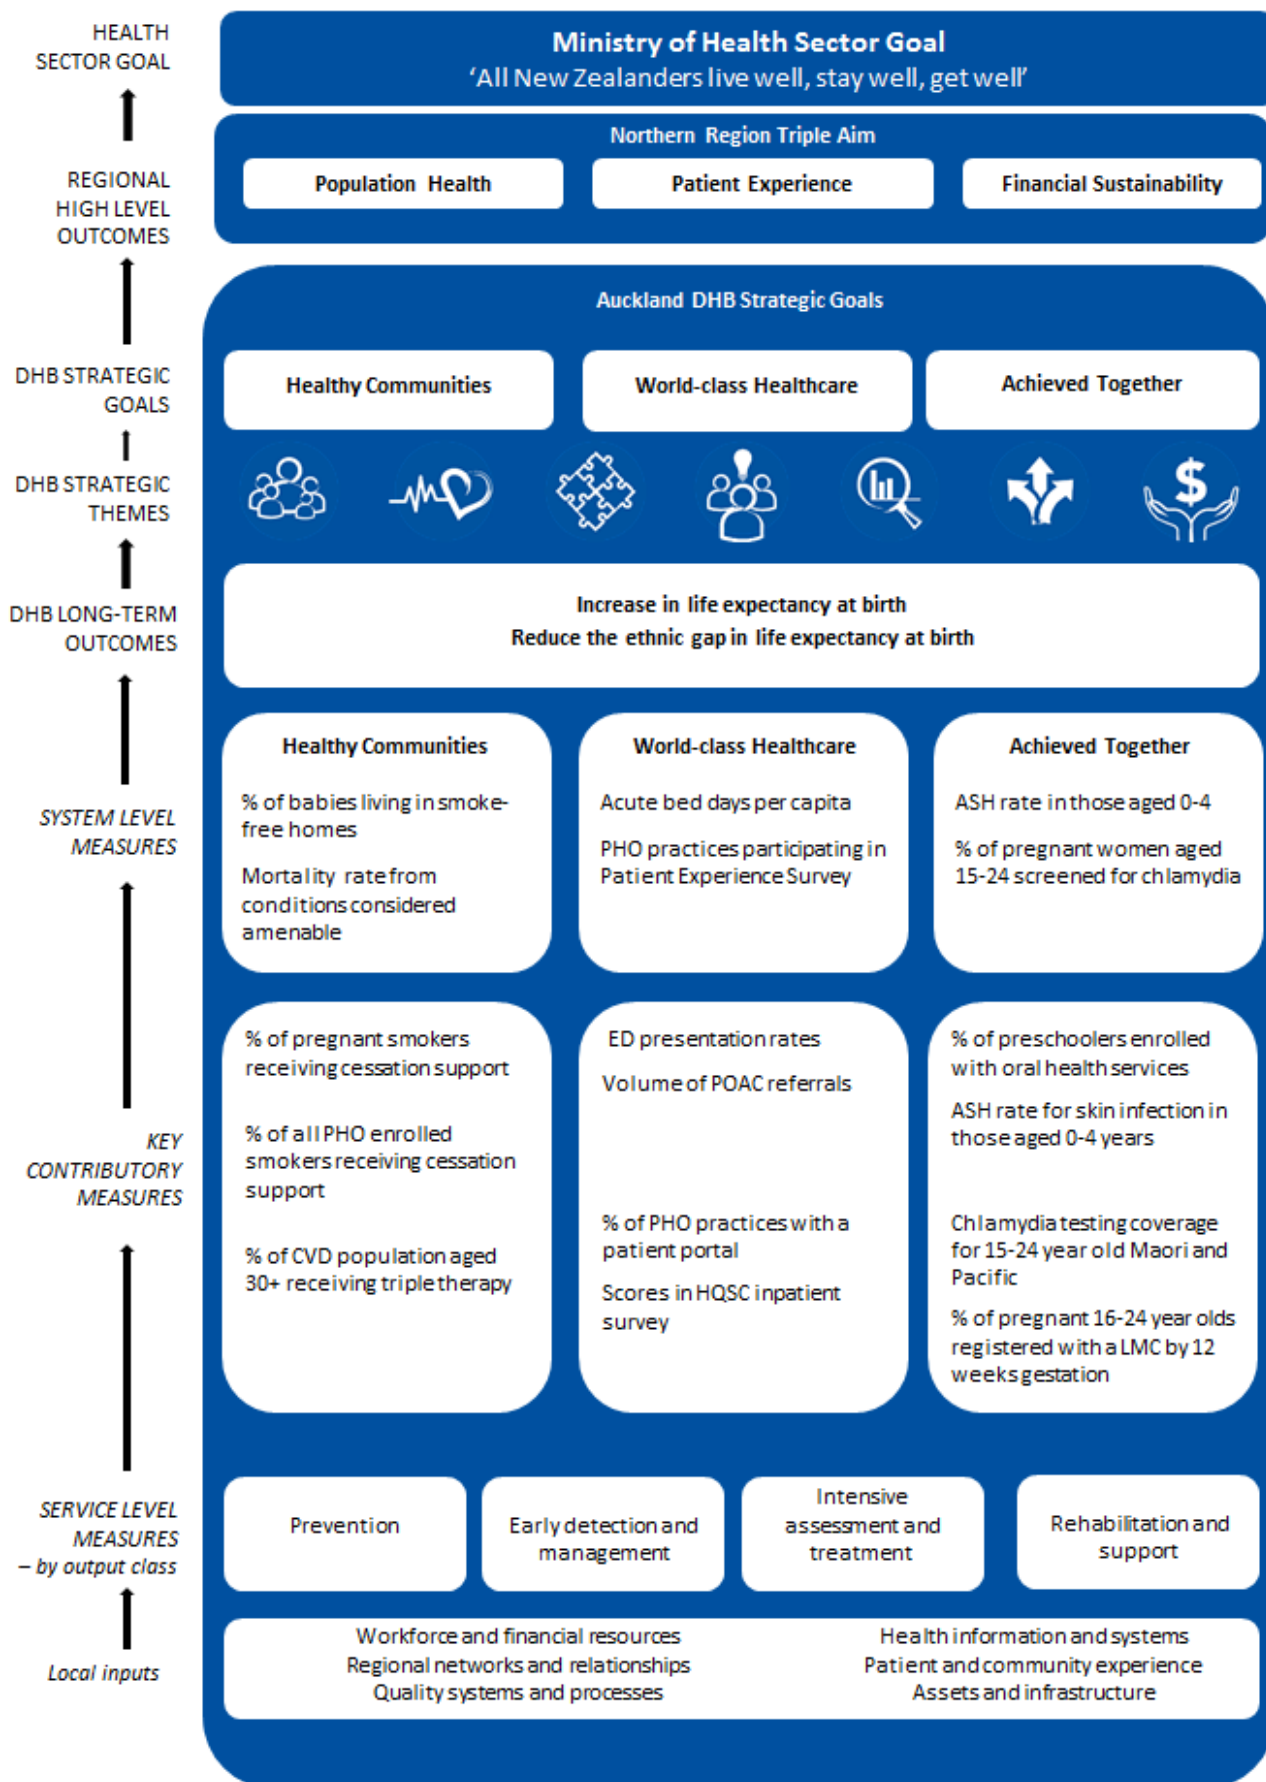 HEALTH
SECTOR GOAL
Ministry of Health Sector Goal
'All New Zealanders live well, stay well, get well'
REGIONAL
HIGH LEVEL
OUTCOMES
Northern Region Triple Aim
Population Health
Patient Experience
Financial Sustainability
Auckland DHB Strategic Goals
DHB STRATEGIC
GOALS
Healthy Communities
World-class Healthcare
Achieved Together
DHB STRATEGIC
THEMES
$
DHB LONG-TERM
OUTCOMES
Increase in life expectancy at birth
Reduce the ethnic gap in life expectancy at birth
SYSTEM LEVEL
MEASURES
Healthy Communities
% of babies living in smoke-
free homes
Mortality rate from
conditions considered
amenable
World-class Healthcare
Acute bed days per capita
PHO practices participating in
Patient Experience Survey
Achieved Together
ASH rate in those aged 0-4
% of pregnant women aged
15-24 screened for chlamydia
KEY
CONTRIBUTORY
MEASURES
% of pregnant smokers
receiving cessation support
% of all PHO enrolled
smokers receiving cessation
support
% of CVD population aged
30+ receiving triple therapy
ED presentation rates
Volume of POAC referrals
% of PHO practices with a
patient portal
Scores in HQSC inpatient
survey
% of preschoolers enrolled
with oral health services
ASH rate for skin infection in
those aged 0-4 years
Chlamydia testing coverage
for 15-24 year old Maori and
Pacific
% of pregnant 16-24 year olds
registered with a LMC by 12
weeks gestation
SERVICE LEVEL
MEASURES
– by output class
Prevention
Early detection and
management
Intensive
assessment and
treatment
Rehabilitation and
support
Local inputs
Workforce and financial resources
Regional networks and relationships
Quality systems and processes
Health information and systems
Patient and community experience
Assets and infrastructure